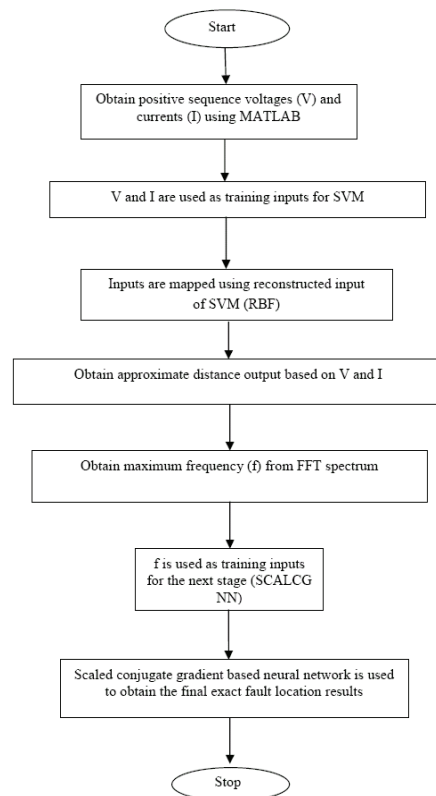 Start
Obtain positive sequence voltages (V) and
currents (I) using MATLAB
V and I are used as training inputs for SVM
Inputs are mapped using reconstructed input
of SVM (RBF)
Obtain approximate distance output based on V and I
Obtain maximum frequency (f) from FFT spectrum
f is used as training inputs
for the next stage (SCALCG
NN)
Scaled conjugate gradient based neural network is used
to obtain the final exact fault location results
Stop